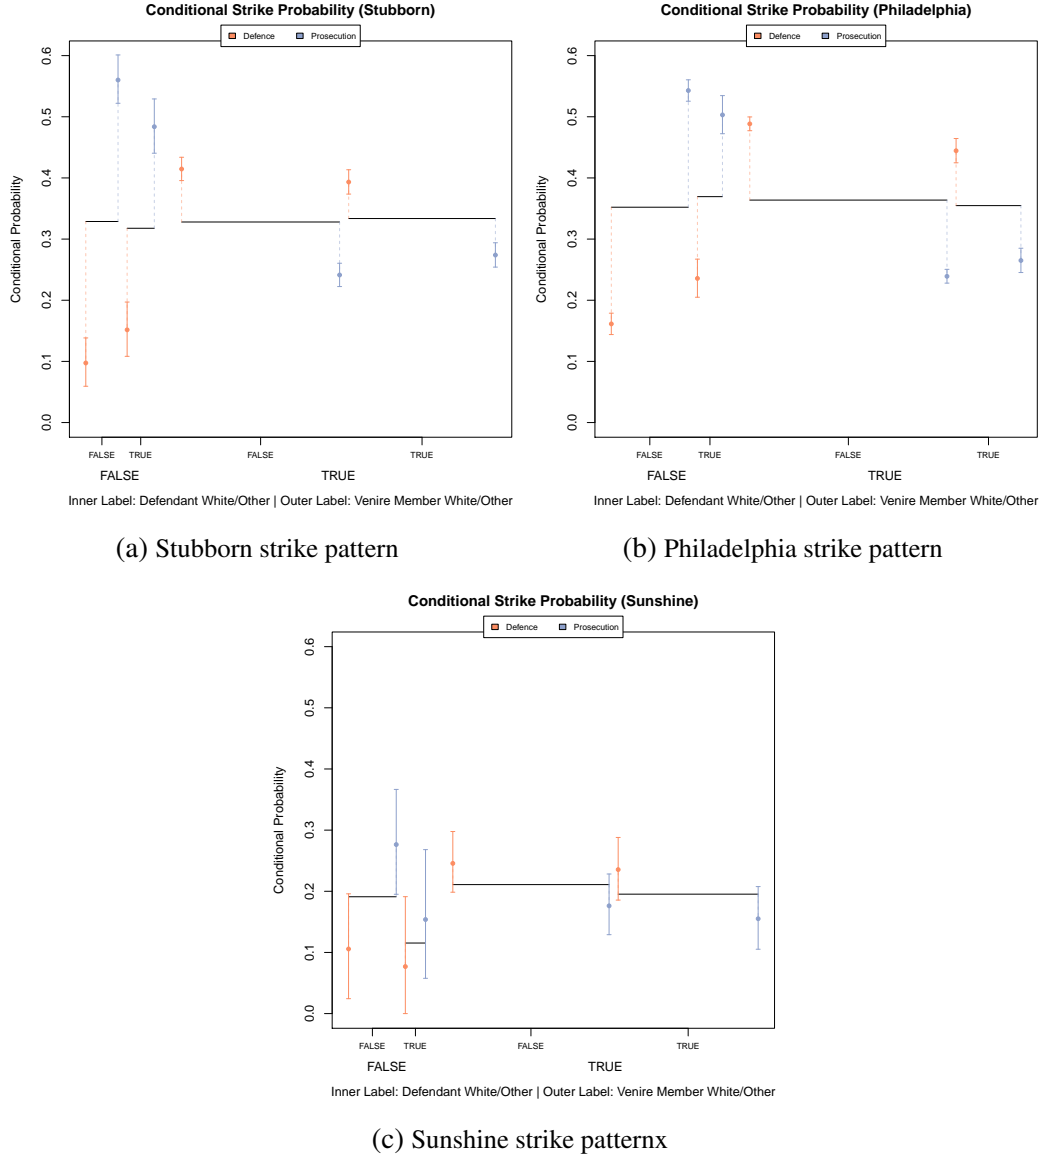 Conditional Strike Probability (Stubborn)
Defence Prosecution
Conditional Probability
0.0 0.1 0.2 0.3 0.4 0.5 0.6
FALSE TRUE FALSE TRUE
FALSE TRUE
Inner Label: Defendant White/Other | Outer Label: Venire Member White/Other
(a) Stubborn strike pattern
Conditional Strike Probability (Philadelphia)
Defence Prosecution
Conditional Probability
0.0 0.1 0.2 0.3 0.4 0.5 0.6
FALSE TRUE FALSE TRUE
FALSE TRUE
Inner Label: Defendant White/Other | Outer Label: Venire Member White/Other
(b) Philadelphia strike pattern
Conditional Strike Probability (Sunshine)
Defence Prosecution
Conditional Probability
0.0 0.1 0.2 0.3 0.4 0.5 0.6
FALSE TRUE FALSE TRUE
FALSE TRUE
Inner Label: Defendant White/Other | Outer Label: Venire Member White/Other
(c) Sunshine strike patternx